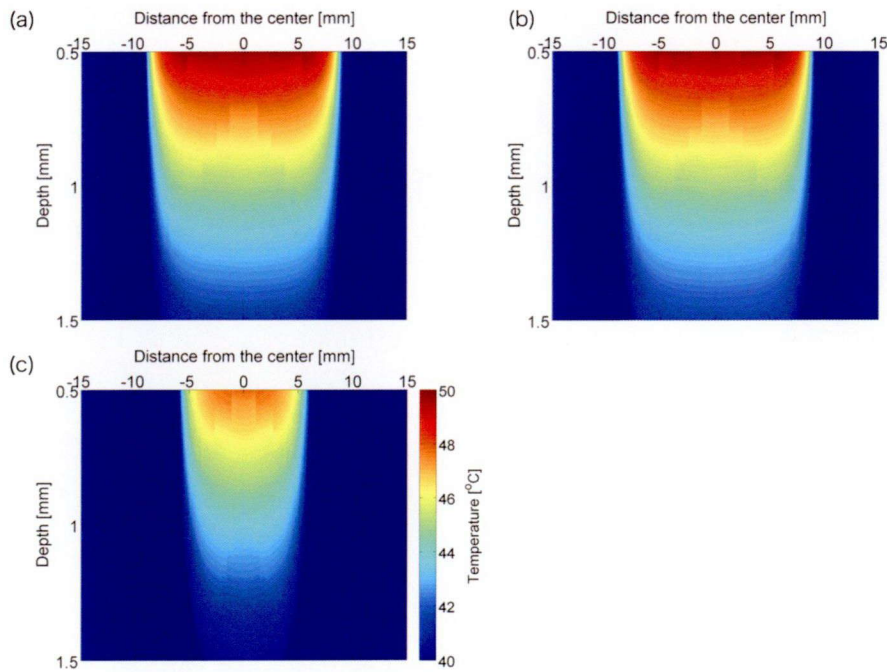 (a)
Distance from the center [mm]
-15 -10 -5 0 5 10 15
0.5
1
1.5
Depth [mm]
(b)
Distance from the center [mm]
-15 -10 -5 0 5 10 15
0.5
1
1.5
Depth [mm]
(c)
Distance from the center [mm]
-15 -10 -5 0 5 10 15
0.5
1
1.5
Depth [mm]
50
48
46
44
42
40
Temperature [°C]